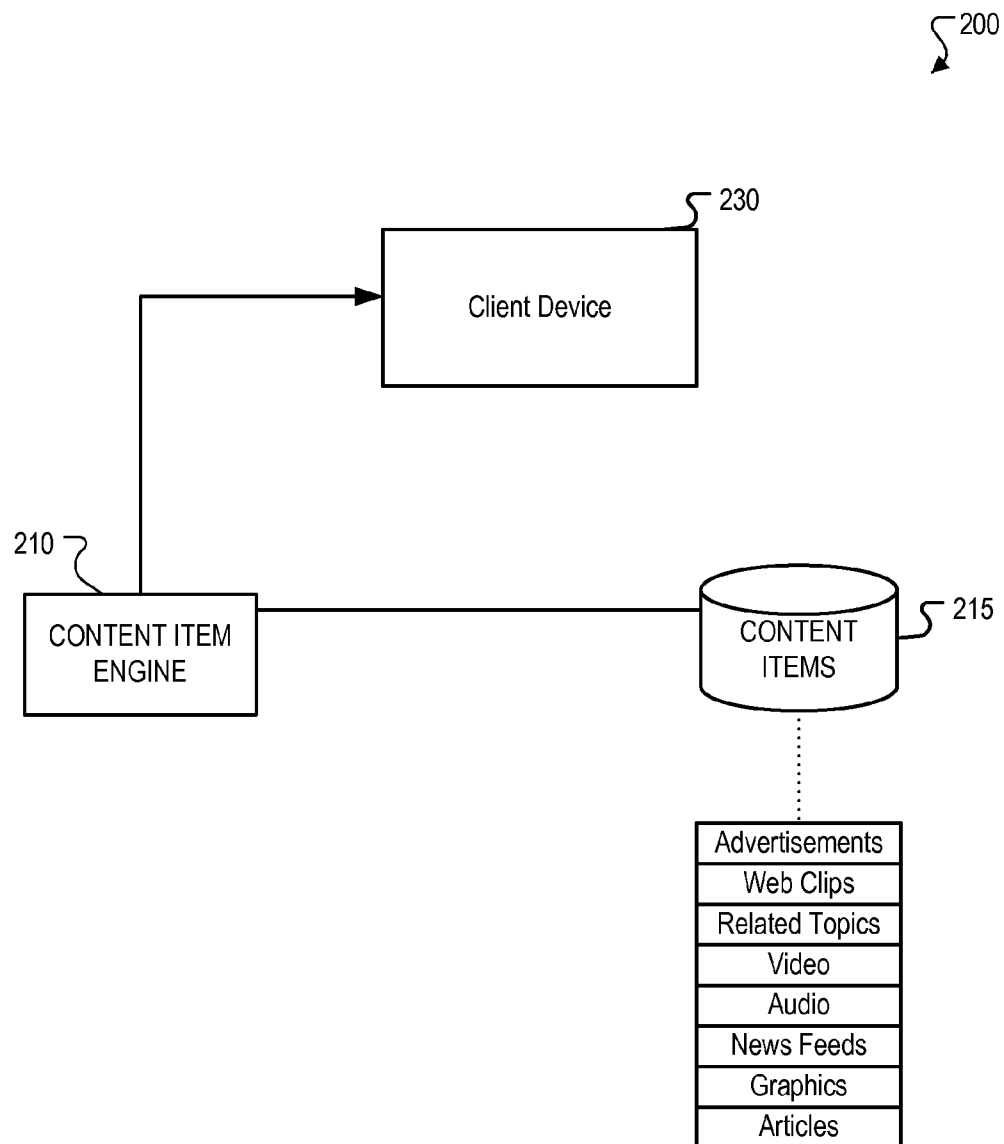 200
230
Client Device
210
CONTENT ITEM
ENGINE
CONTENT
ITEMS
215
Advertisements
Web Clips
Related Topics
Video
Audio
News Feeds
Graphics
Articles